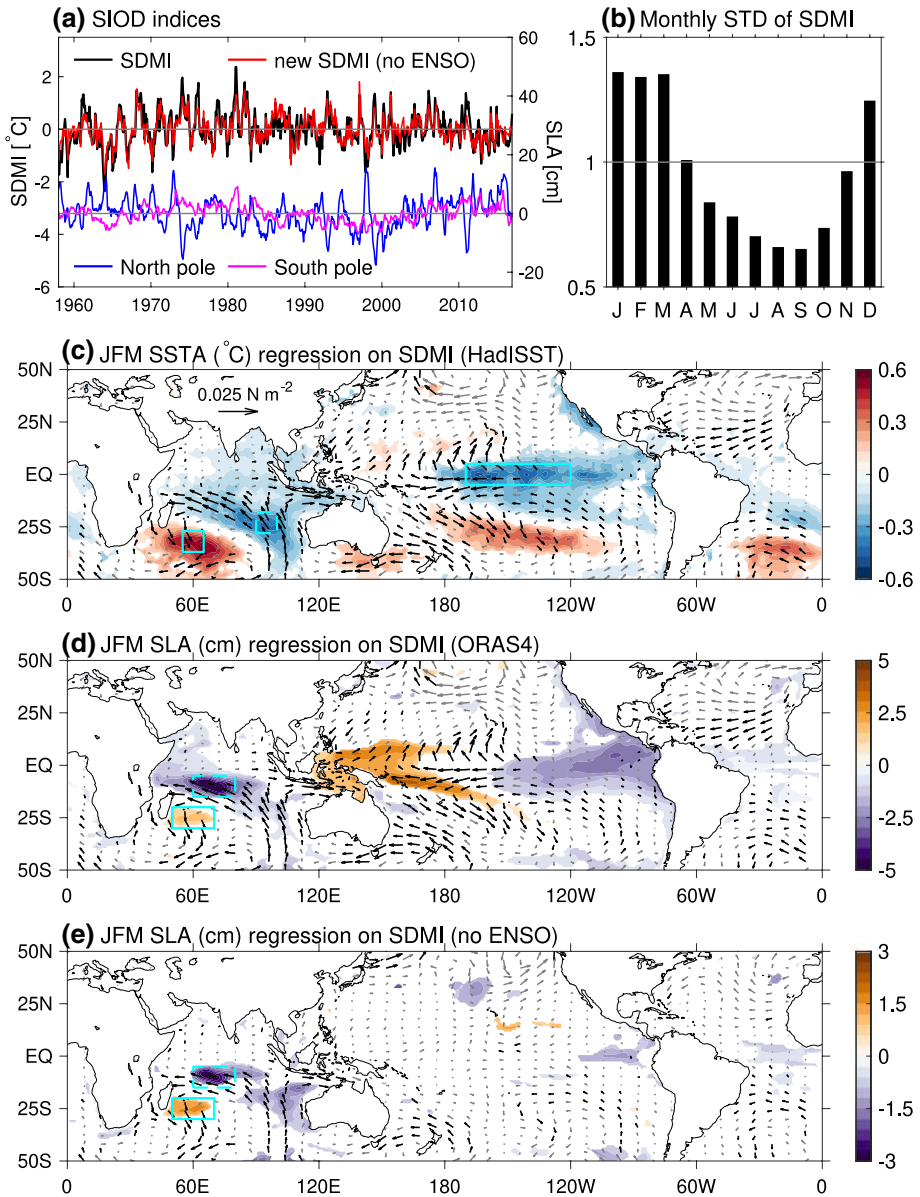 (a) SIOD indices
SDMI
new SDMI (no ENSO)
North pole
South pole
SDMI [°C]
2
0
-2
-4
-6
60
40
20
0
-20
SLA [cm]
1960 1970 1980 1990 2000 2010
(b) Monthly STD of SDMI
1.5
1
0.5
J F M A M J J A S O N D
(c) JFM SSTA (°C) regression on SDMI (HadISST)
0.025 N m⁻²
50N
25N
EQ
25S
50S
0 60E 120E 180 120W 60W 0
0.6
0.3
0
-0.3
-0.6
(d) JFM SLA (cm) regression on SDMI (ORAS4)
50N
25N
EQ
25S
50S
0 60E 120E 180 120W 60W 0
5
2.5
0
-2.5
-5
(e) JFM SLA (cm) regression on SDMI (no ENSO)
50N
25N
EQ
25S
50S
0 60E 120E 180 120W 60W 0
3
1.5
0
-1.5
-3